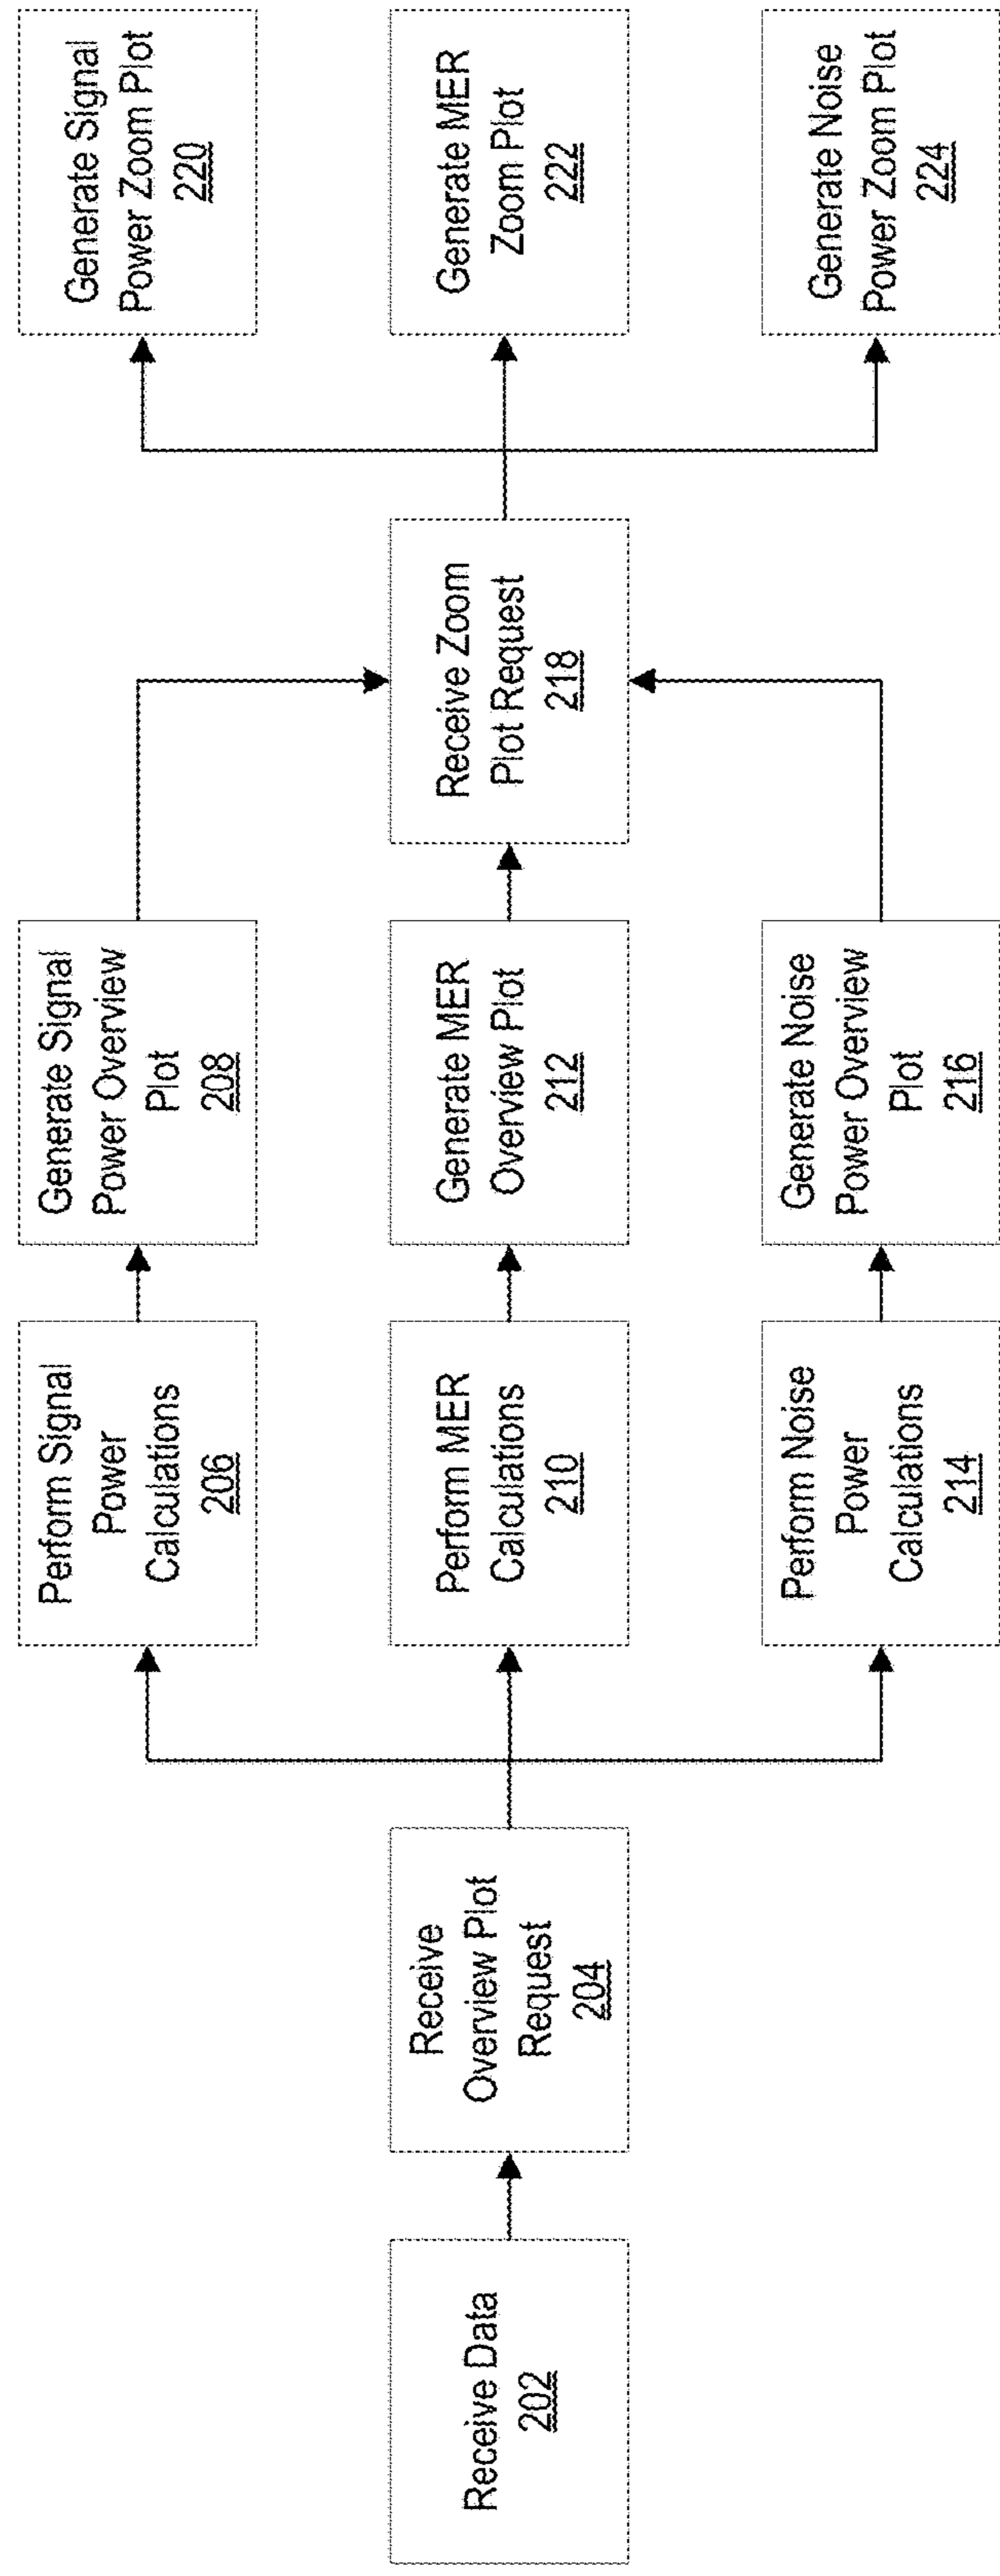 Receive Data
202
Receive
Overview Plot
Request
204
Perform Signal
Power
Calculations
206
Generate Signal
Power Overview
Plot
208
Perform MER
Calculations
210
Generate MER
Overview Plot
212
Perform Noise
Power
Calculations
214
Generate Noise
Power Overview
Plot
216
Receive Zoom
Plot Request
218
Generate Signal
Power Zoom Plot
220
Generate MER
Zoom Plot
222
Generate Noise
Power Zoom Plot
224